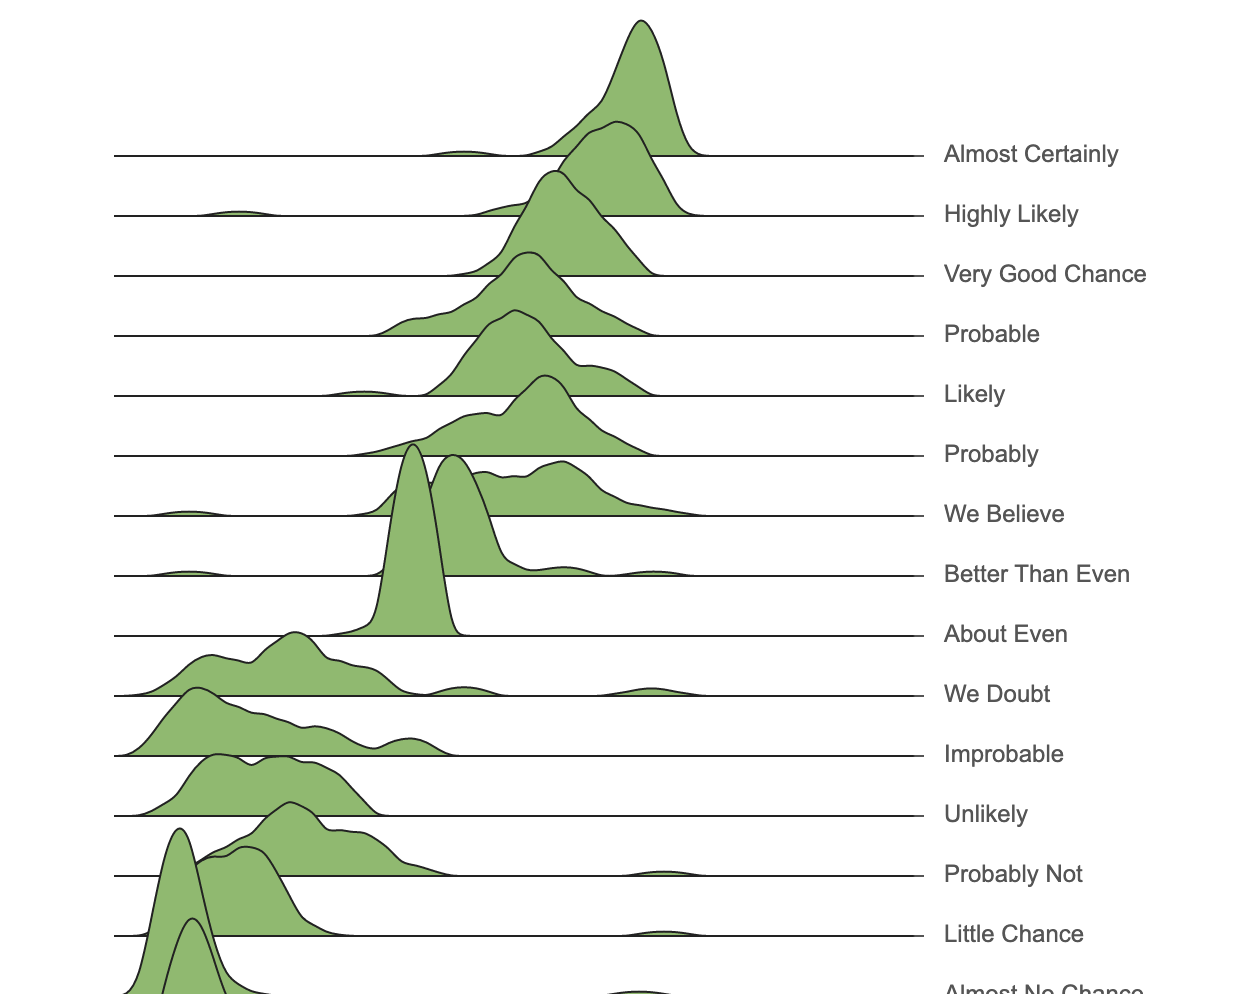 Almost Certainly
Highly Likely
Very Good Chance
Probable
Likely
Probably
We Believe
Better Than Even
About Even
We Doubt
Improbable
Unlikely
Probably Not
Little Chance
Almost No Chance